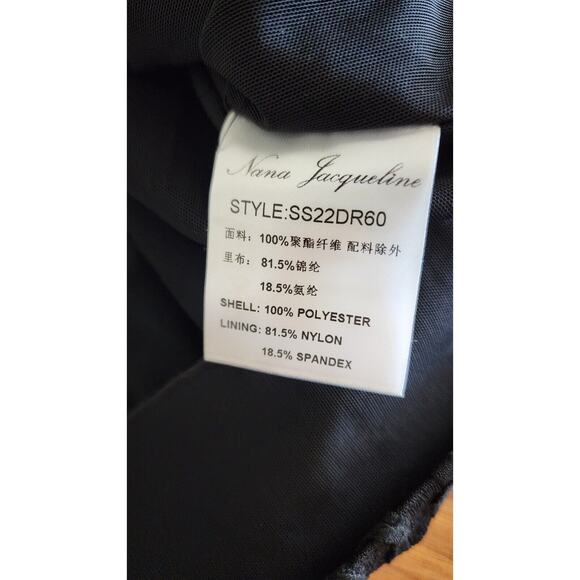 Nana Jacqueline
STYLE:SS22DR60
面料：100%聚酯纤维 配料除外
里布：81.5%锦纶
18.5%氨纶
SHELL: 100% POLYESTER
LINING: 81.5% NYLON
18.5% SPANDEX